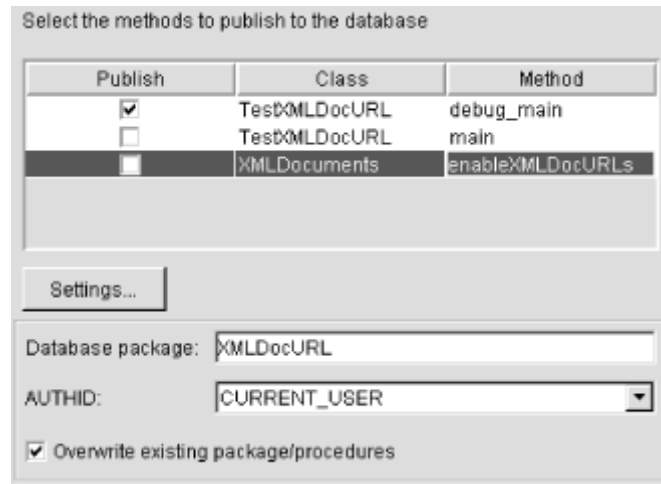 Select the methods to publish to the database
Publish Class Method
TestXMLDocURL debug_main
TestXMLDocURL main
XMLDocuments enableXMLDocURLs
Settings...
Database package: XMLDocURL
AUTHID: CURRENT_USER
Overwrite existing package/procedures